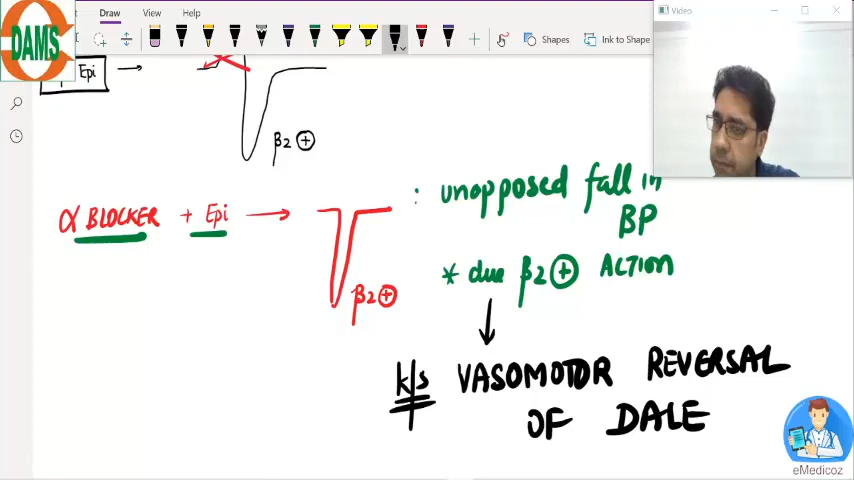 Draw
View
Help
Video
DAMS
Shapes
Ink to Shape
Epi
β2 +
α BLOCKER + Epi → : unopposed fall in
BP
β2 +
* due β2 + ACTION
k/s VASOMOTOR REVERSAL
OF DALE
eMedicoz